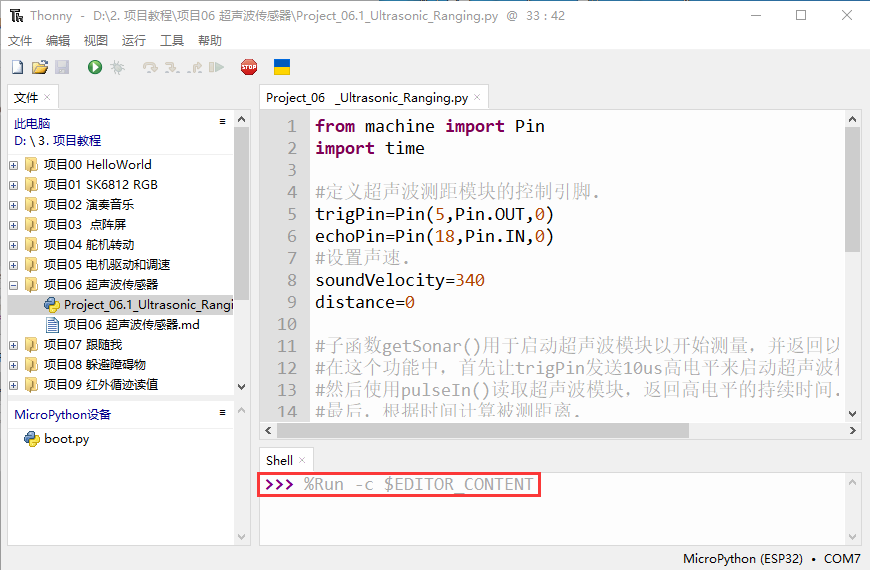 Thonny - D:\2. 项目教程\项目06 超声波传感器\Project_06.1_Ultrasonic_Ranging.py @ 33 : 42
文件 编辑 视图 运行 工具 帮助
STOP
文件 ×
此电脑
D: \ 3. 项目教程
项目00 HelloWorld
项目01 SK6812 RGB
项目02 演奏音乐
项目03 点阵屏
项目04 舵机转动
项目05 电机驱动和调速
项目06 超声波传感器
Project_06.1_Ultrasonic_Rangi
项目06 超声波传感器.md
项目07 跟随我
项目08 躲避障碍物
项目09 红外循迹读值
MicroPython设备
boot.py
Project_06 _Ultrasonic_Ranging.py ×
1 from machine import Pin
2 import time
3
4 #定义超声波测距模块的控制引脚.
5 trigPin=Pin(5,Pin.OUT,0)
6 echoPin=Pin(18,Pin.IN,0)
7 #设置声速.
8 soundVelocity=340
9 distance=0
10
11 #子函数getSonar()用于启动超声波模块以开始测量, 并返回以
12 #在这个功能中, 首先让trigPin发送10us高电平来启动超声波模
13 #然后使用pulseIn()读取超声波模块, 返回高电平的持续时间.
14 #最后, 根据时间计算被测距离.
Shell ×
>>> %Run -c $EDITOR_CONTENT
MicroPython (ESP32) • COM7